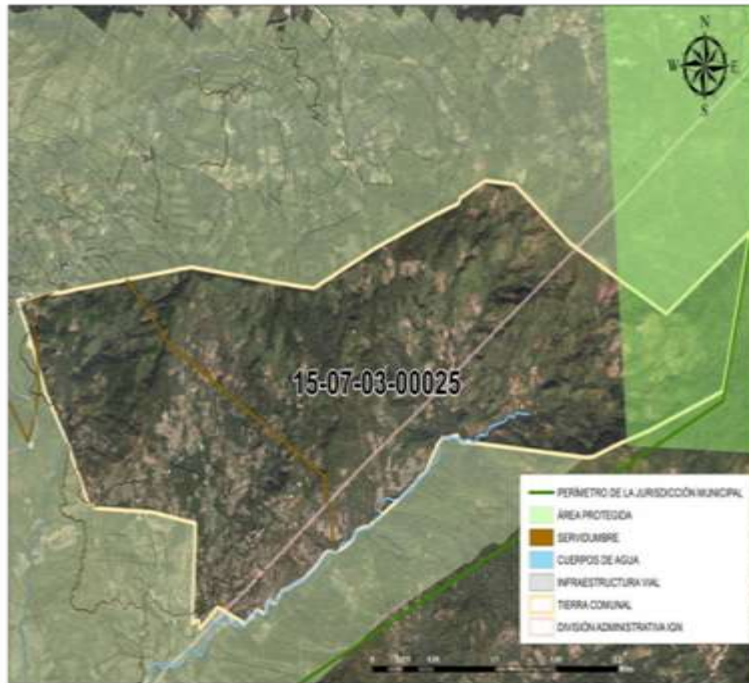 N
W E
S
15-07-03-00025
PERÍMETRO DE LA JURISDICCIÓN MUNICIPAL
ÁREA PROTEGIDA
SERVIDUMBRE
CUERPOS DE AGUA
INFRAESTRUCTURA VIAL
TIERRA COMUNAL
DIVISIÓN ADMINISTRATIVA IGN